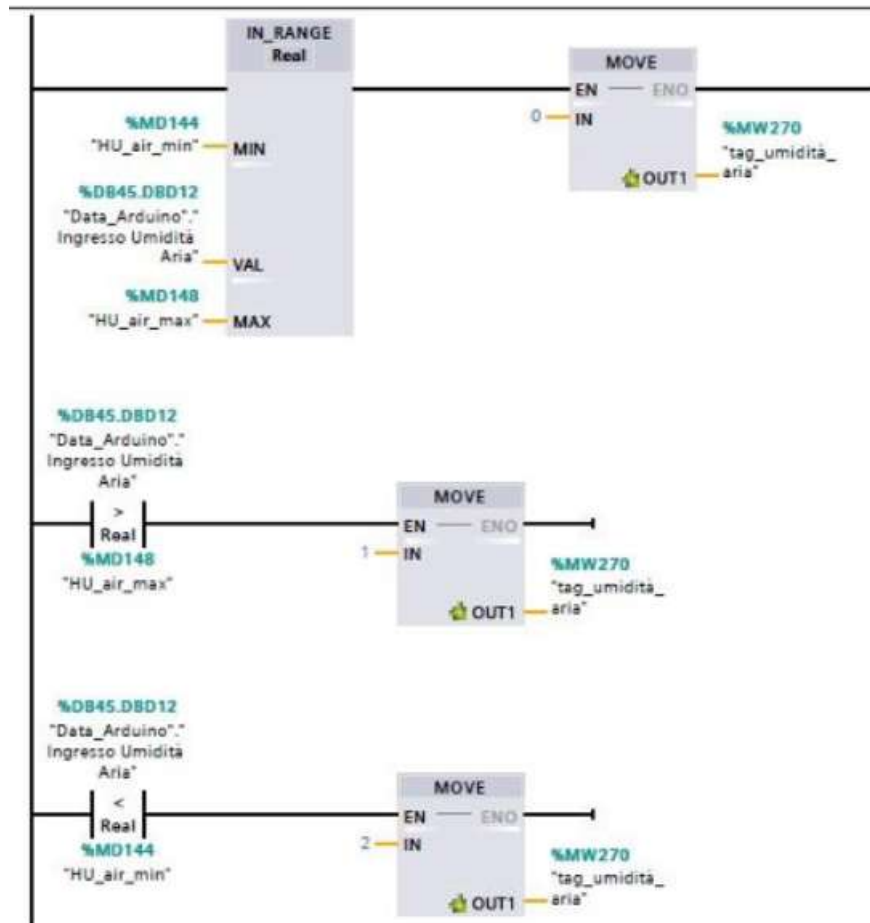 IN_RANGE
Real
MOVE
EN ENO
%MD144
"HU_air_min"
MIN
0 IN
%MW270
"tag_umidità_
aria"
OUT1
%DB45.DBD12
"Data_Arduino"."
Ingresso Umidità
Aria"
VAL
%MD148
"HU_air_max"
MAX
%DB45.DBD12
"Data_Arduino"."
Ingresso Umidità
Aria"
>
Real
%MD148
"HU_air_max"
MOVE
EN ENO
1 IN
%MW270
"tag_umidità_
aria"
OUT1
%DB45.DBD12
"Data_Arduino"."
Ingresso Umidità
Aria"
<
Real
%MD144
"HU_air_min"
MOVE
EN ENO
2 IN
%MW270
"tag_umidità_
aria"
OUT1